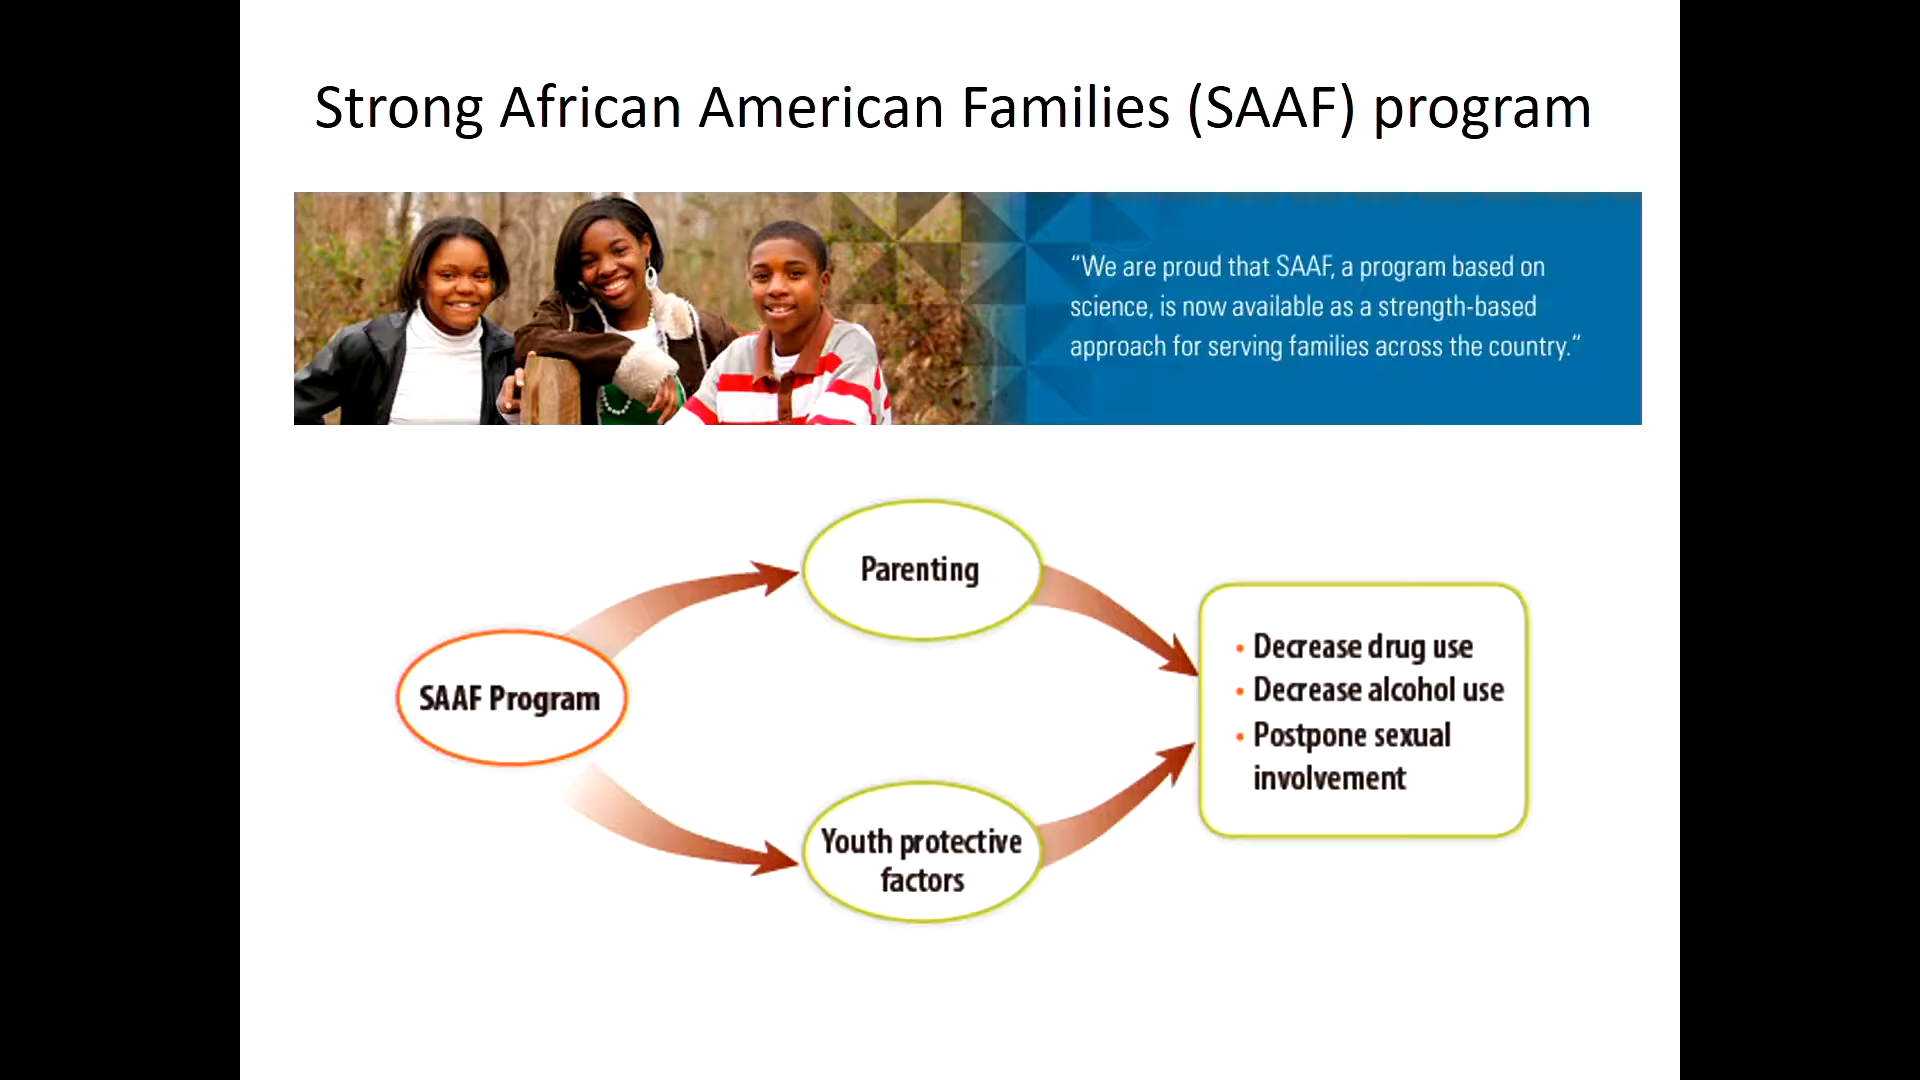 Strong African American Families (SAAF) program
“We are proud that SAAF, a program based on
science, is now available as a strength-based
approach for serving families across the country.”
Parenting
SAAF Program
• Decrease drug use
• Decrease alcohol use
• Postpone sexual
involvement
Youth protective
factors